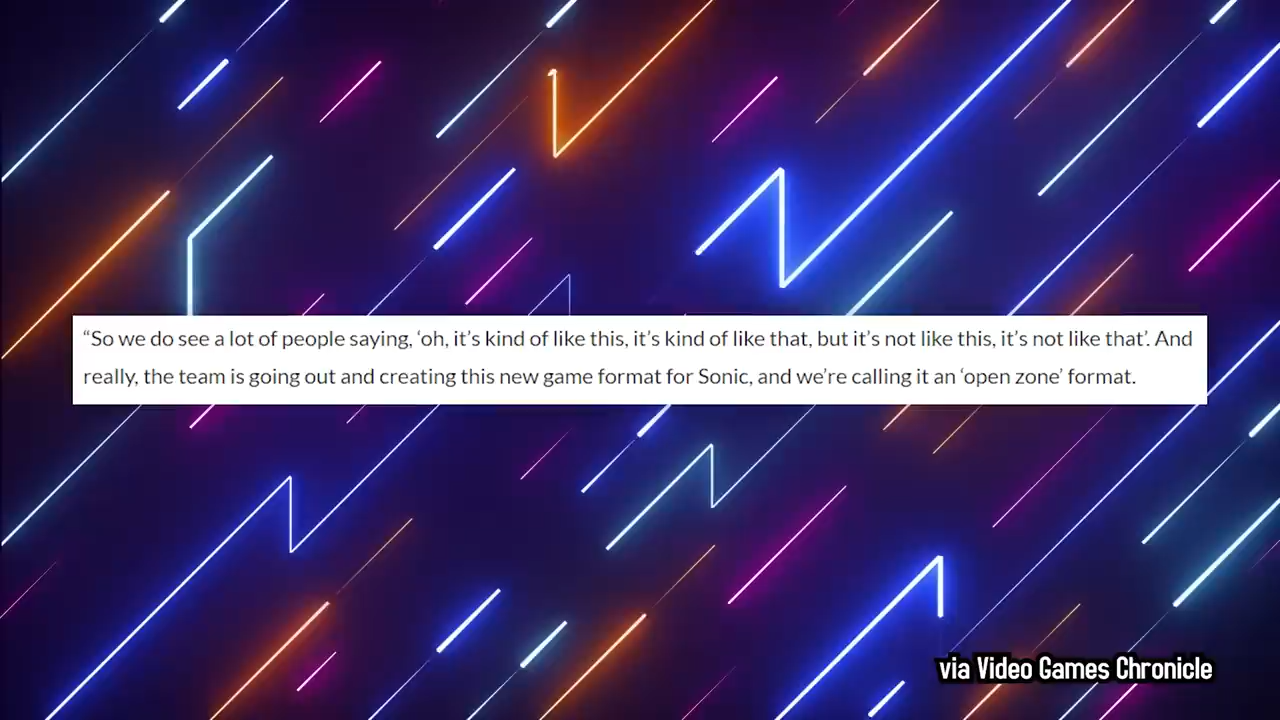 “So we do see a lot of people saying, ‘oh, it’s kind of like this, it’s kind of like that, but it’s not like this, it’s not like that’. And
really, the team is going out and creating this new game format for Sonic, and we’re calling it an ‘open zone’ format.
via Video Games Chronicle